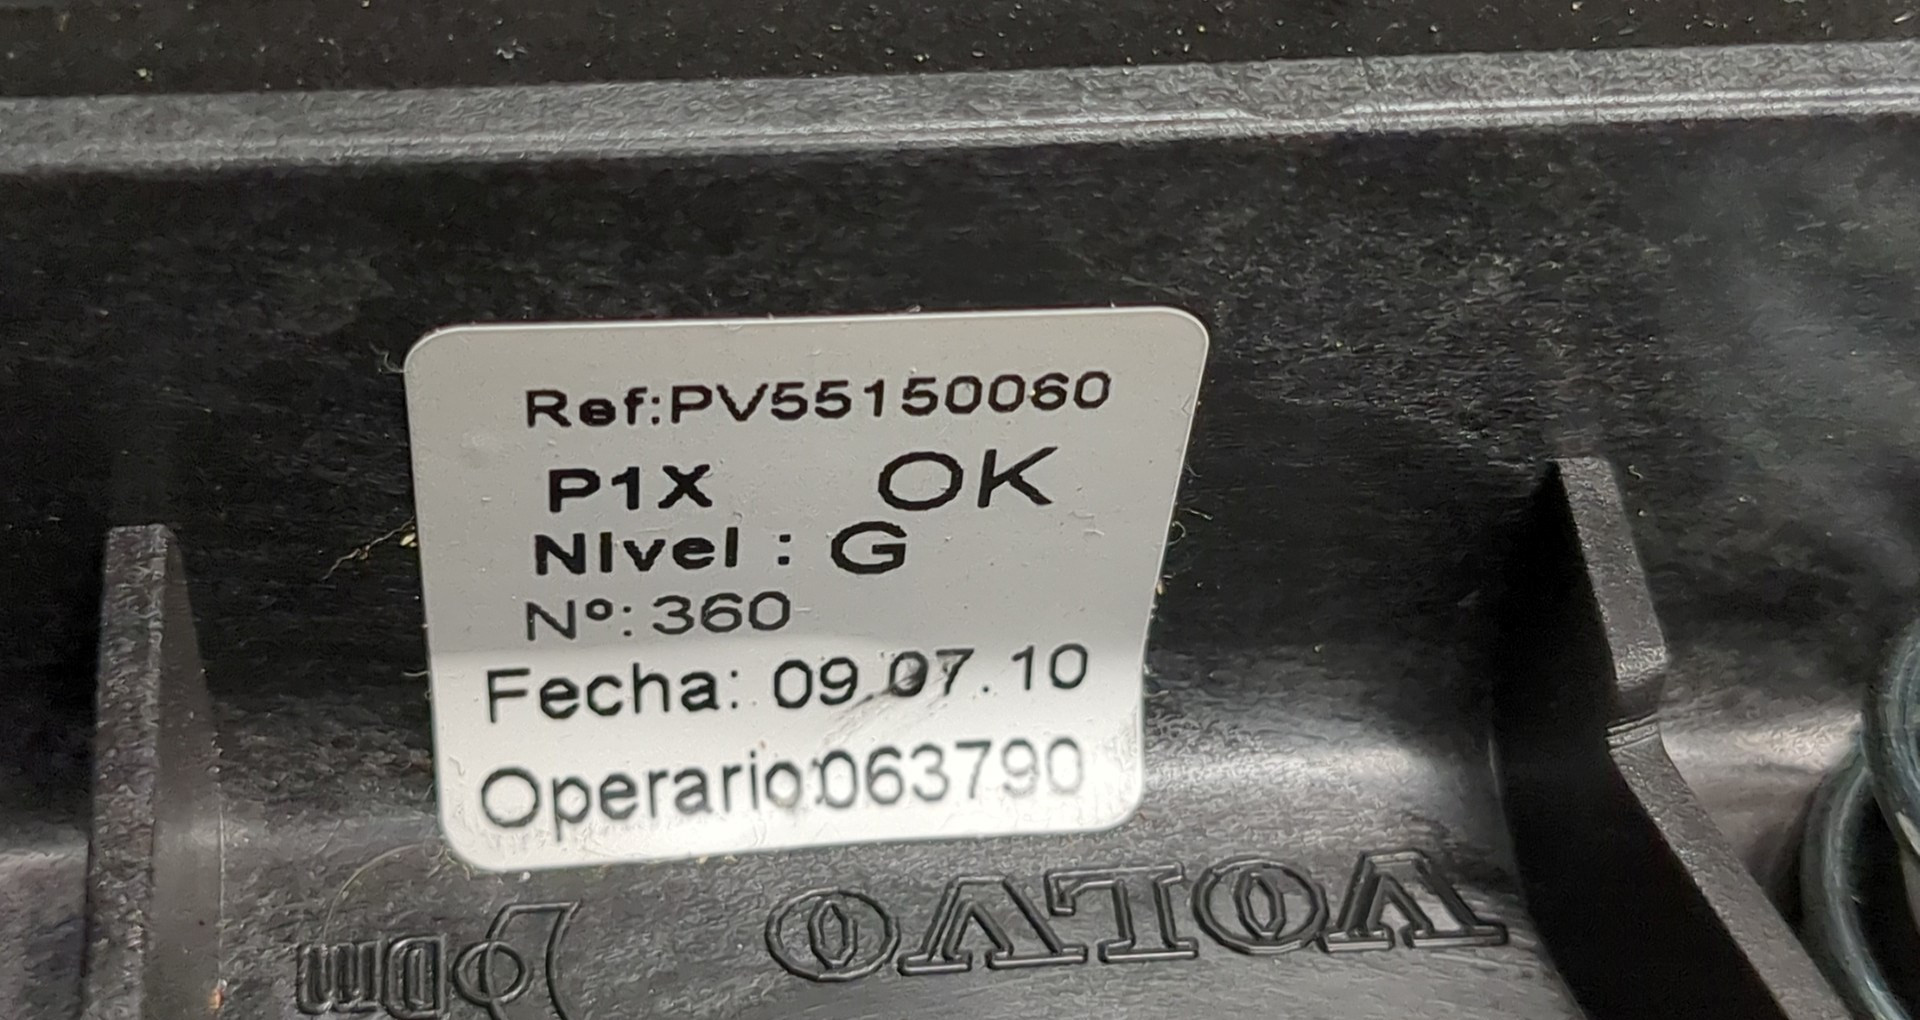 Ref:PV55150060
P1X OK
Nivel : G
Nº: 360
Fecha: 09.07.10
Operario:063790
VOLVO